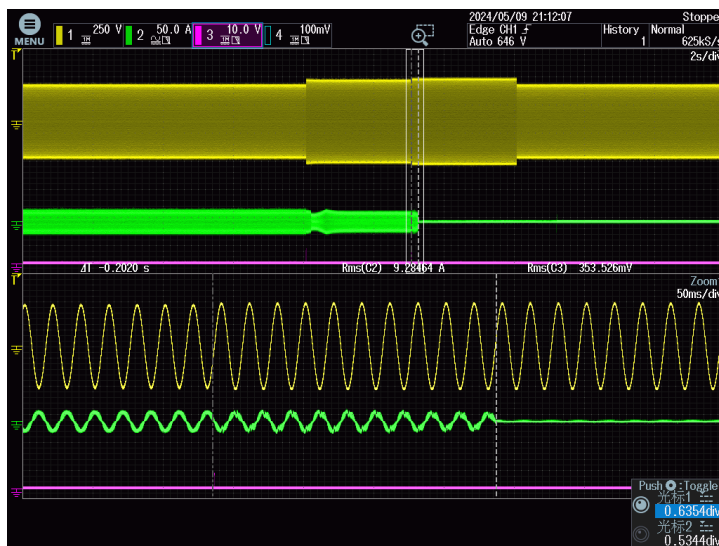 2024/05/09 21:12:07
Stoppe
MENU
1 250 V
2 50.0 A
3 10.0 V
4 100mV
Edge CH1
Auto 646 V
History
1
Normal
625kS/s
2s/div
ΔT -0.2020 s
Rms(C2) 9.28464 A
Rms(C3) 353.526mV
Zoom
50ms/div
Push :Toggle
光标1
0.6354div
光标2
0.5344div